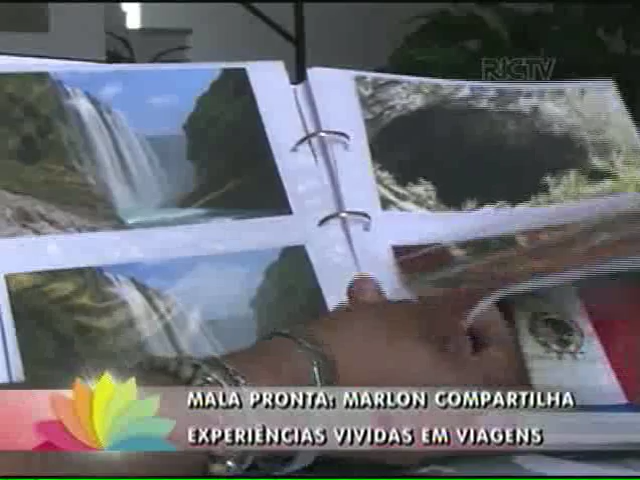 RICTV
MALA PRONTA: MARLON COMPARTILHA
EXPERIÊNCIAS VIVIDAS EM VIAGENS